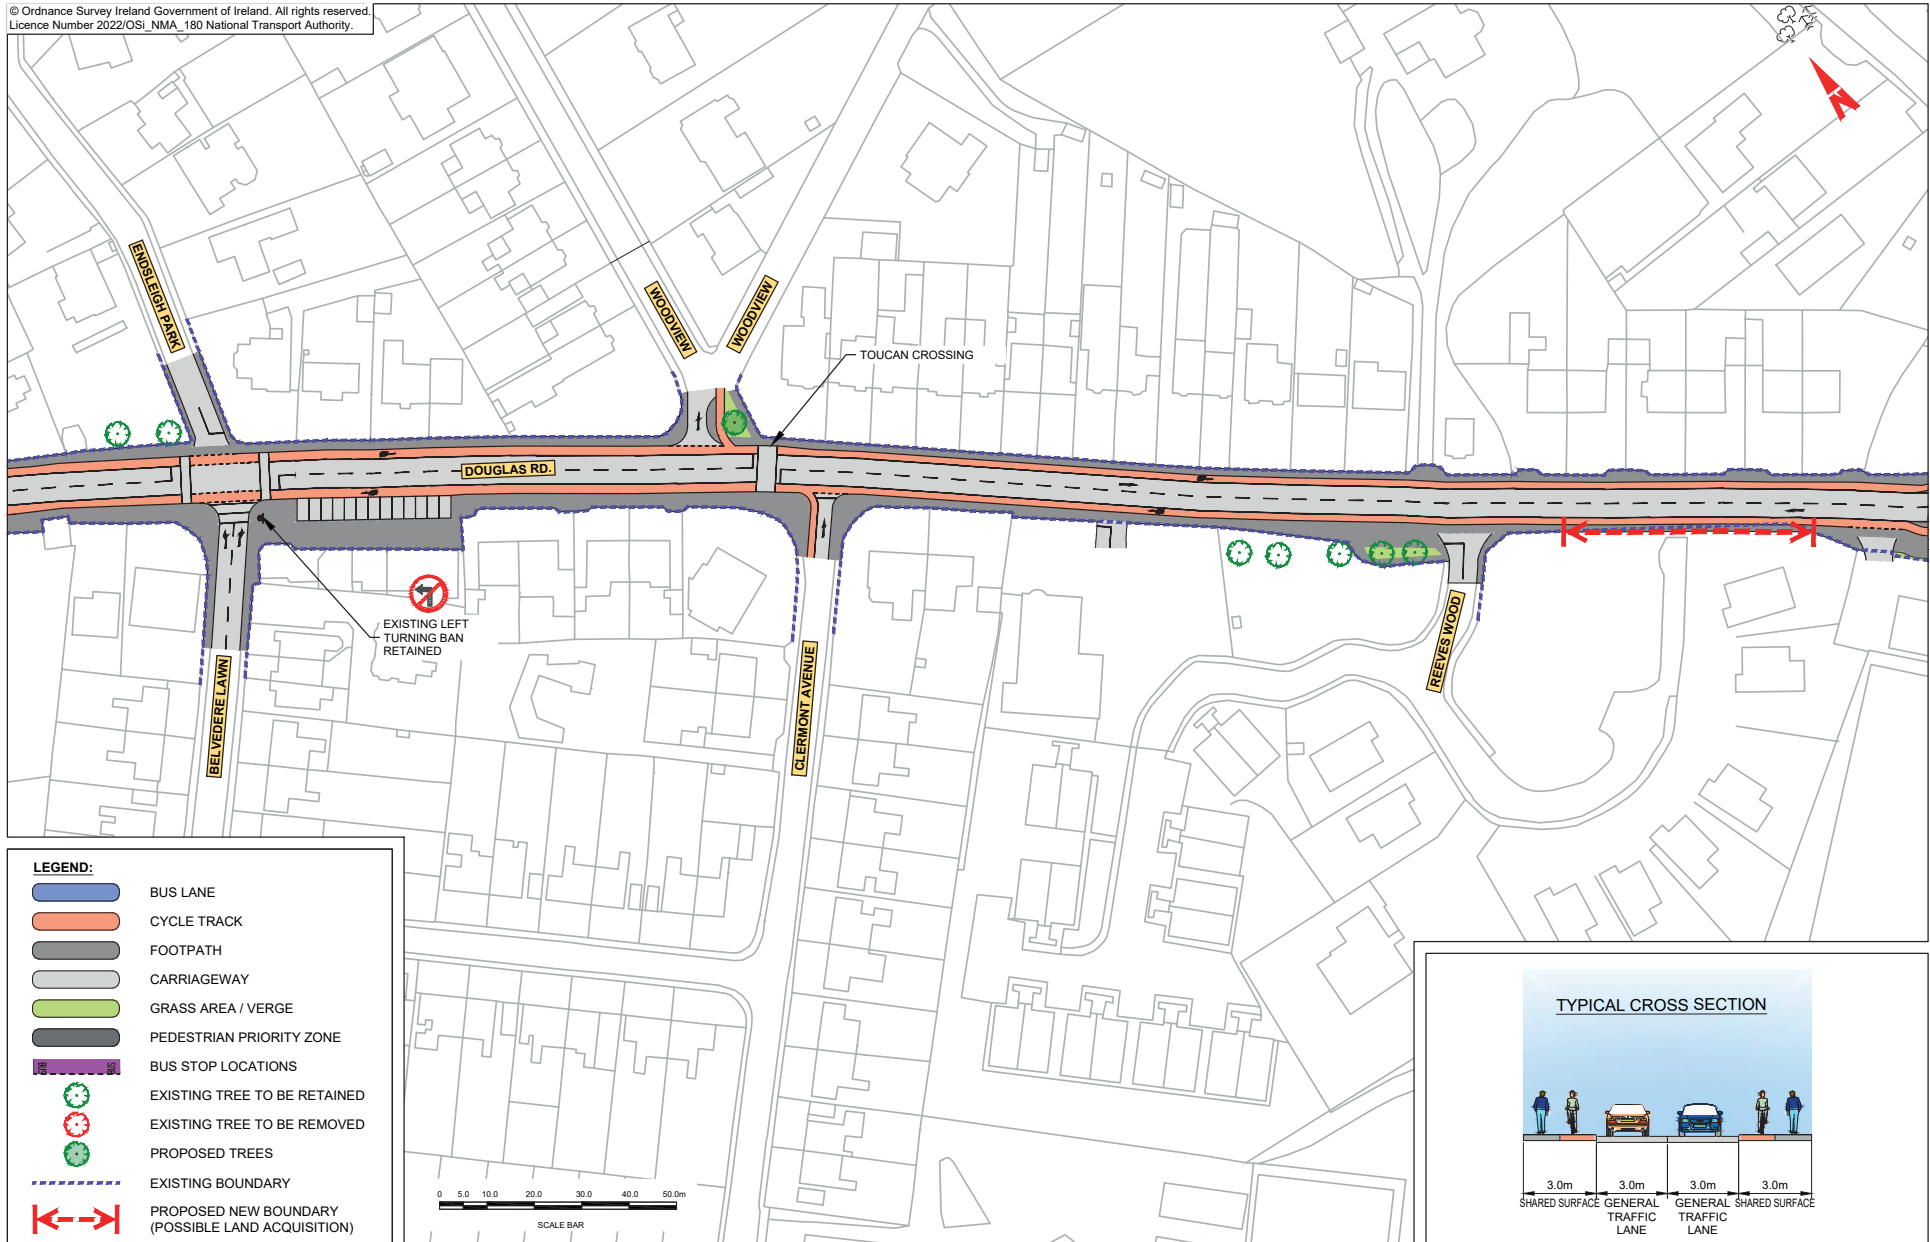 © Ordnance Survey Ireland Government of Ireland. All rights reserved.
Licence Number 2022/OSi_NMA_180 National Transport Authority.
ENDSLEIGH PARK
WOODVIEW
WOODVIEW
TOUCAN CROSSING
DOUGLAS RD.
EXISTING LEFT
TURNING BAN
RETAINED
BELVEDERE LAWN
CLERMONT AVENUE
REEVES WOOD
LEGEND:
BUS LANE
CYCLE TRACK
FOOTPATH
CARRIAGEWAY
GRASS AREA / VERGE
PEDESTRIAN PRIORITY ZONE
BUS STOP LOCATIONS
EXISTING TREE TO BE RETAINED
EXISTING TREE TO BE REMOVED
PROPOSED TREES
EXISTING BOUNDARY
PROPOSED NEW BOUNDARY
(POSSIBLE LAND ACQUISITION)
0 5.0 10.0 20.0 30.0 40.0 50.0m
SCALE BAR
TYPICAL CROSS SECTION
3.0m 3.0m 3.0m 3.0m
SHARED SURFACE GENERAL TRAFFIC LANE GENERAL TRAFFIC LANE SHARED SURFACE